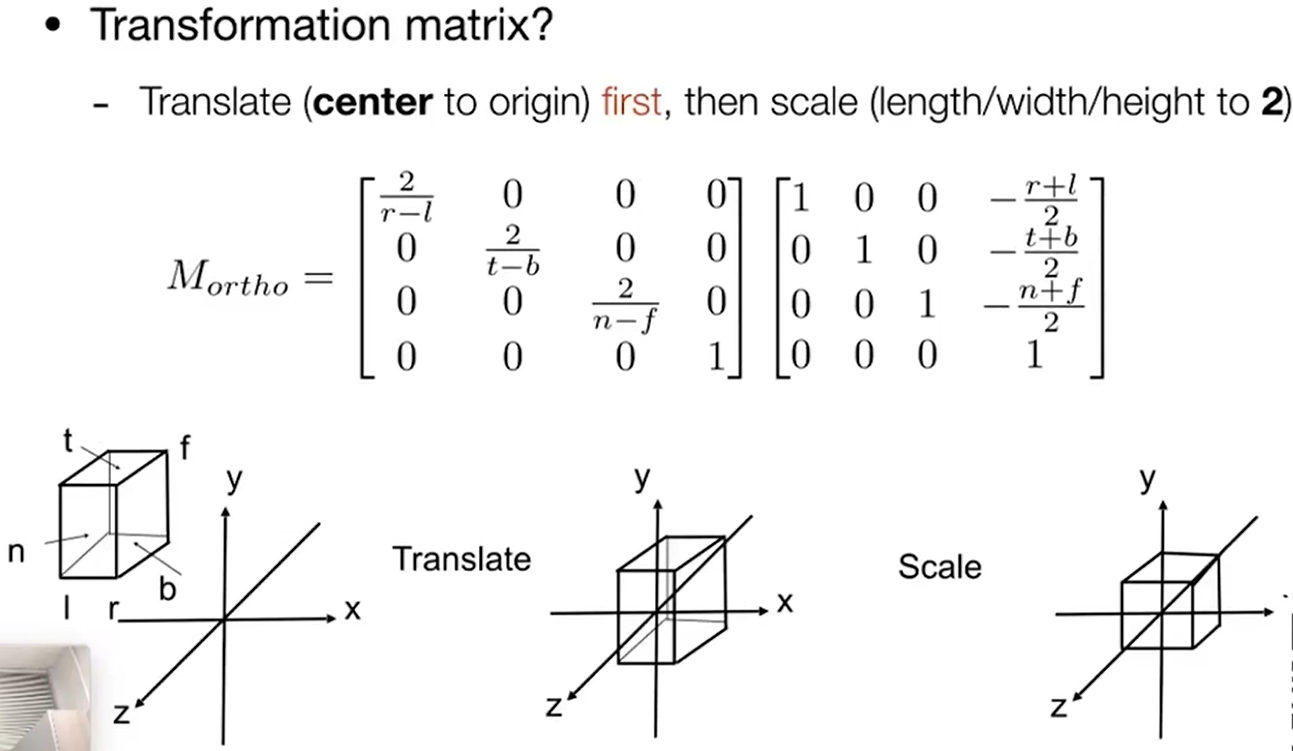 • Transformation matrix?
- Translate (center to origin) first, then scale (length/width/height to 2)
M_{ortho} = \begin{bmatrix} \frac{2}{r-l} & 0 & 0 & 0 \\ 0 & \frac{2}{t-b} & 0 & 0 \\ 0 & 0 & \frac{2}{n-f} & 0 \\ 0 & 0 & 0 & 1 \end{bmatrix} \begin{bmatrix} 1 & 0 & 0 & -\frac{r+l}{2} \\ 0 & 1 & 0 & -\frac{t+b}{2} \\ 0 & 0 & 1 & -\frac{n+f}{2} \\ 0 & 0 & 0 & 1 \end{bmatrix}
t
f
y
n
b
l r
x
z
Translate
y
x
z
Scale
y
z